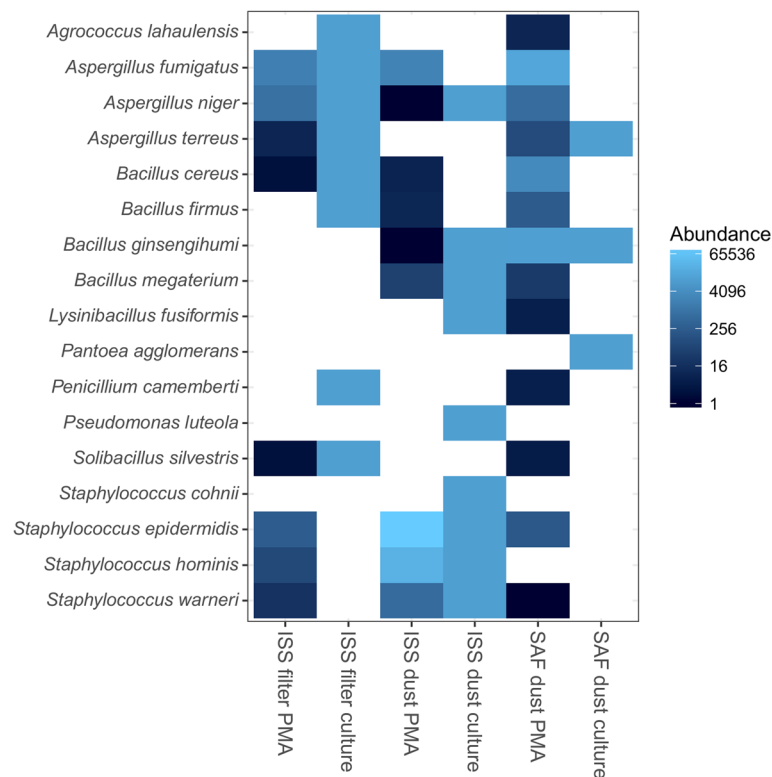 Agrococcus lahaulensis
Aspergillus fumigatus
Aspergillus niger
Aspergillus terreus
Bacillus cereus
Bacillus firmus
Bacillus ginsengihumi
Bacillus megaterium
Lysinibacillus fusiformis
Pantoea agglomerans
Penicillium camemberti
Pseudomonas luteola
Solibacillus silvestris
Staphylococcus cohnii
Staphylococcus epidermidis
Staphylococcus hominis
Staphylococcus warneri
ISS filter PMA
ISS filter culture
ISS dust PMA
ISS dust culture
SAF dust PMA
SAF dust culture
Abundance
65536
4096
256
16
1